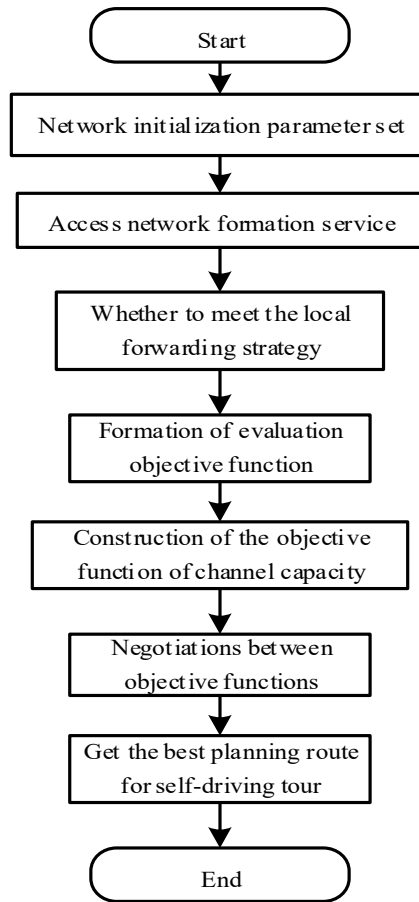 Start
Network initialization parameter set
Access network formation service
Whether to meet the local
forwarding strategy
Formation of evaluation
objective function
Construction of the objective
function of channel capacity
Negotiations between
objective functions
Get the best planning route
for self-driving tour
End